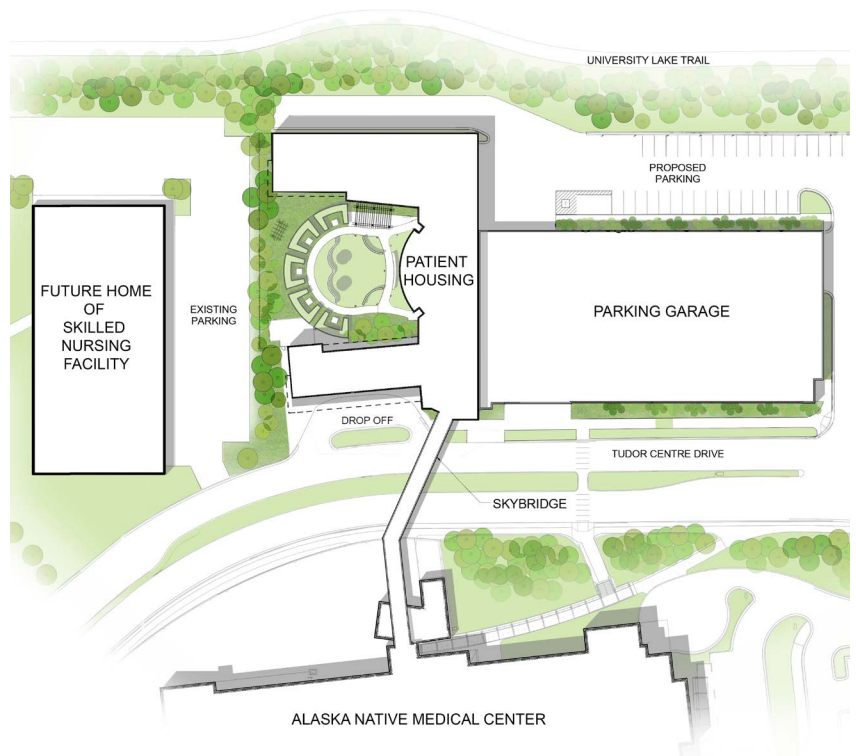 UNIVERSITY LAKE TRAIL
PROPOSED
PARKING
PATIENT
HOUSING
FUTURE HOME
OF
SKILLED
NURSING
FACILITY
EXISTING
PARKING
PARKING GARAGE
DROP OFF
TUDOR CENTRE DRIVE
SKYBRIDGE
ALASKA NATIVE MEDICAL CENTER